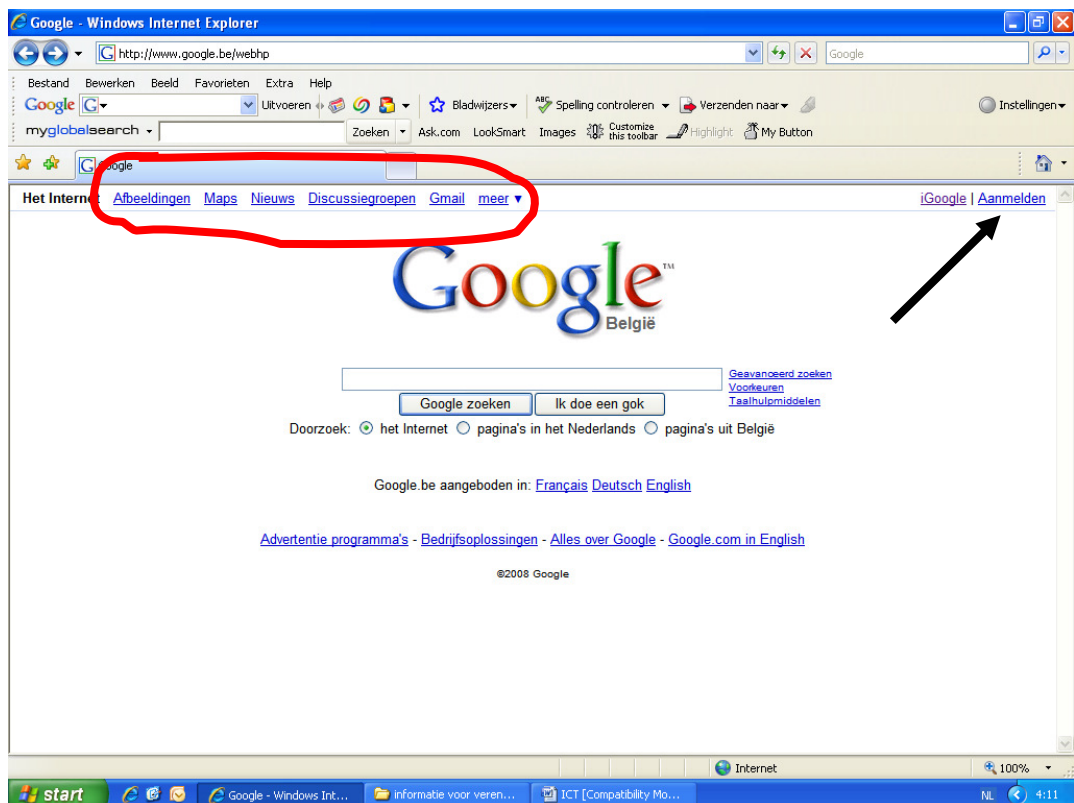 Google - Windows Internet Explorer
http://www.google.be/webhp Google
Bestand Bewerken Beeld Favorieten Extra Help
Google G Uitvoeren Bladwijzers ABC Spelling controleren Verzenden naar Instellingen
myglobalsearch Zoeken Ask.com LookSmart Images Customize this toolbar Highlight My Button
G Google
Het Internet Afbeeldingen Maps Nieuws Discussiegroepen Gmail meer ▼ iGoogle | Aanmelden
Google™
België
Geavanceerd zoeken
Voorkeuren
Taalhulpmiddelen
Google zoeken Ik doe een gok
Doorzoek: het Internet pagina's in het Nederlands pagina's uit België
Google.be aangeboden in: Français Deutsch English
Advertentie programma's - Bedrijfsoplossingen - Alles over Google - Google.com in English
©2008 Google
Internet 100%
start Google - Windows Int... informatie voor veren... ICT [Compatibility Mo... NL 4:11